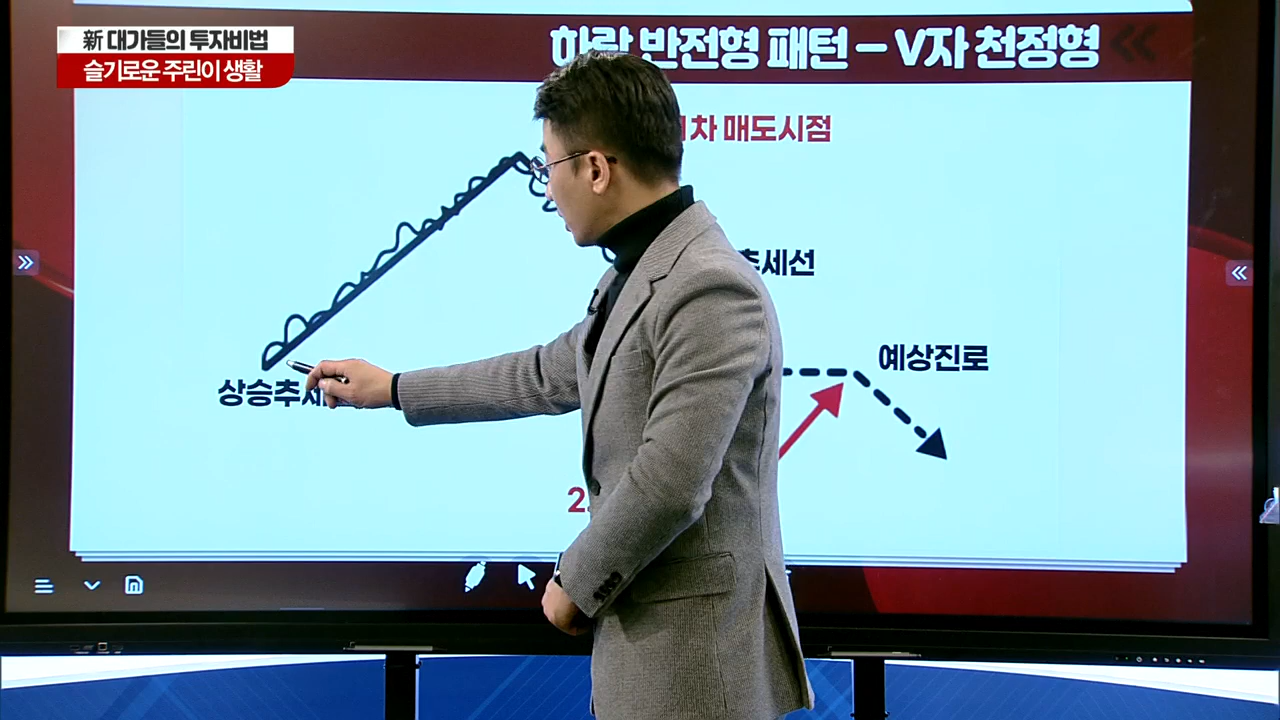 新 대가들의 투자비법
슬기로운 주린이 생활
하락 반전형 패턴 – V자 천정형
차 매도시점
추세선
예상진로
상승추세
2.